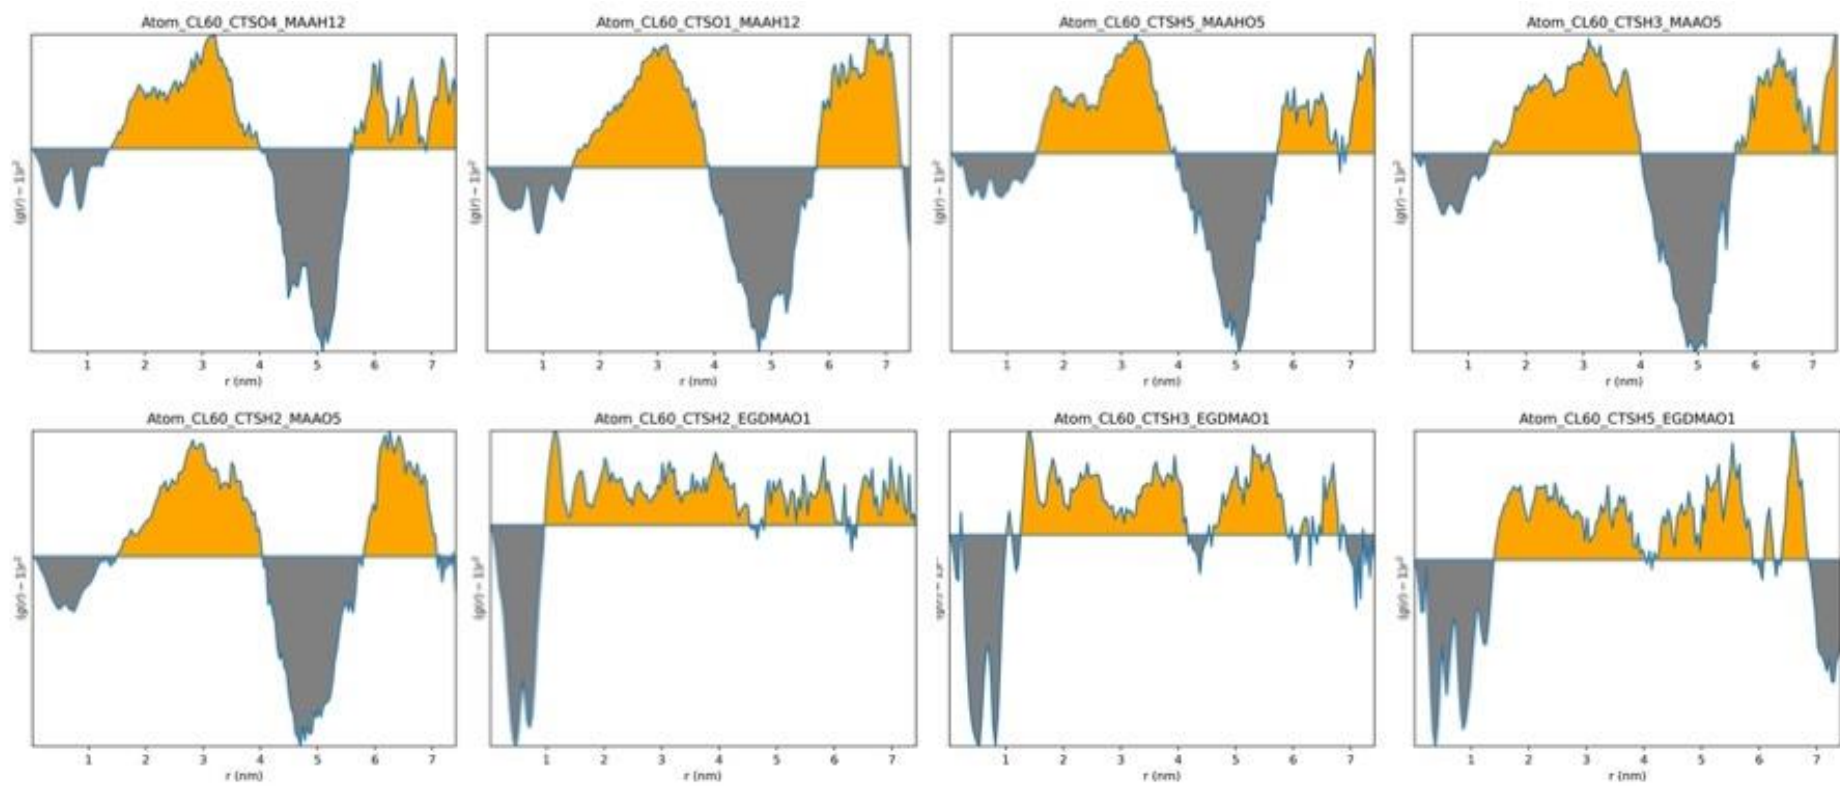 Atom_CL60_CTSO4_MAAH12
(g(r) − 1)r²
1 2 3 4 5 6 7
r (nm)
Atom_CL60_CTSO1_MAAH12
(g(r) − 1)r²
1 2 3 4 5 6 7
r (nm)
Atom_CL60_CTSH5_MAAHO5
(g(r) − 1)r²
1 2 3 4 5 6 7
r (nm)
Atom_CL60_CTSH3_MAAO5
(g(r) − 1)r²
1 2 3 4 5 6 7
r (nm)
Atom_CL60_CTSH2_MAAO5
(g(r) − 1)r²
1 2 3 4 5 6 7
r (nm)
Atom_CL60_CTSH2_EGDMAO1
(g(r) − 1)r²
1 2 3 4 5 6 7
r (nm)
Atom_CL60_CTSH3_EGDMAO1
1 2 3 4 5 6 7
r (nm)
Atom_CL60_CTSH5_EGDMAO1
(g(r) − 1)r²
1 2 3 4 5 6 7
r (nm)